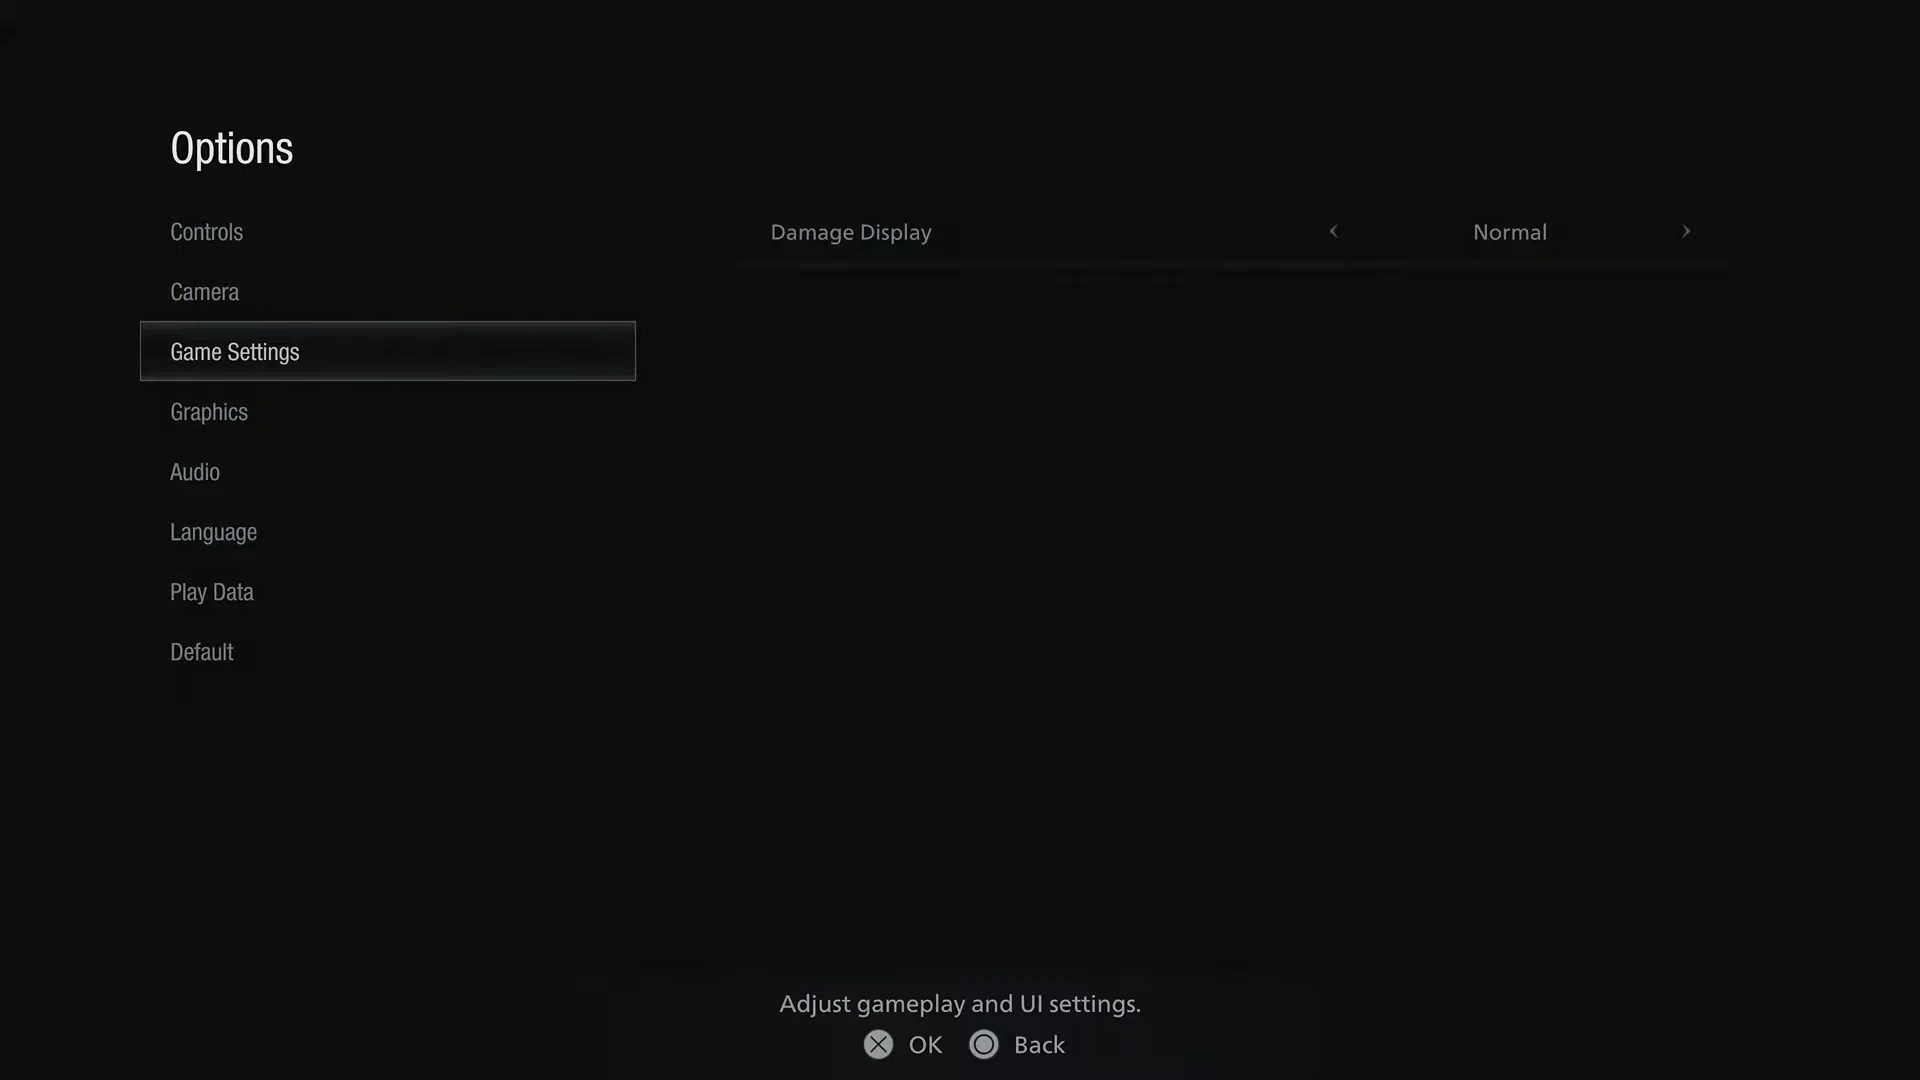 Options
Controls
Damage Display Normal
Camera
Game Settings
Graphics
Audio
Language
Play Data
Default
Adjust gameplay and UI settings.
OK Back